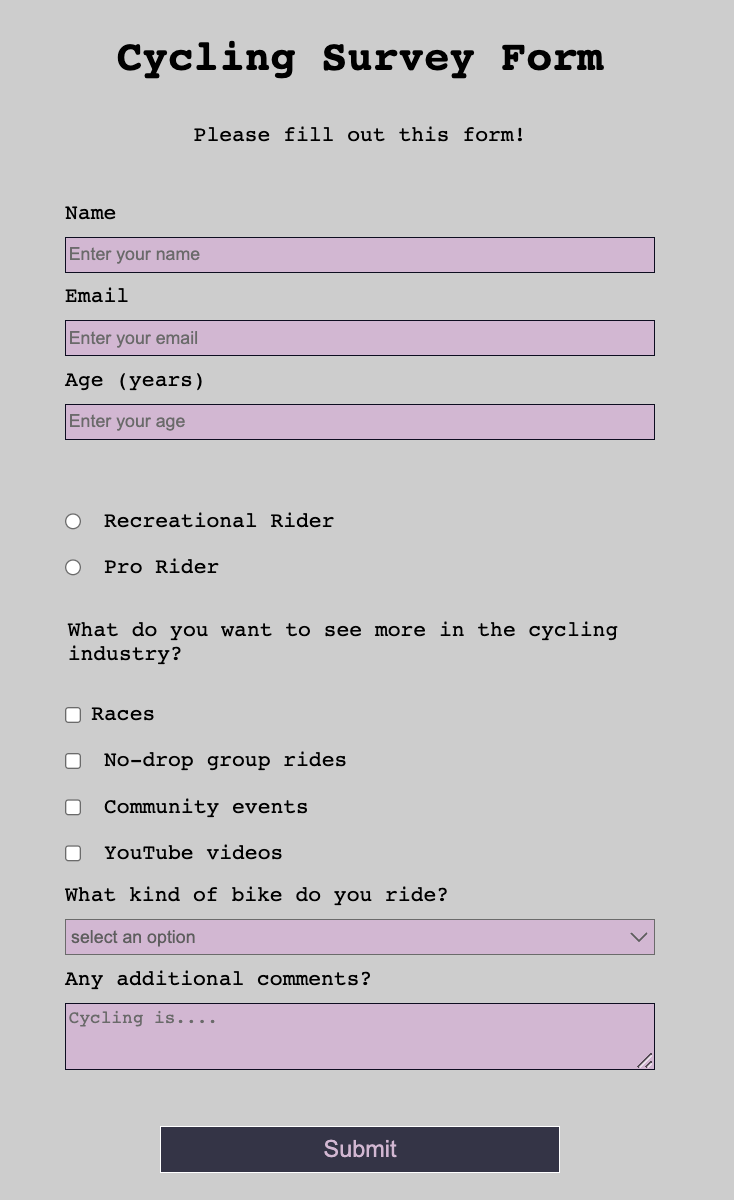 Cycling Survey Form
Please fill out this form!
Name
Enter your name
Email
Enter your email
Age (years)
Enter your age
Recreational Rider
Pro Rider
What do you want to see more in the cycling
industry?
Races
No-drop group rides
Community events
YouTube videos
What kind of bike do you ride?
select an option
Any additional comments?
Cycling is....
Submit